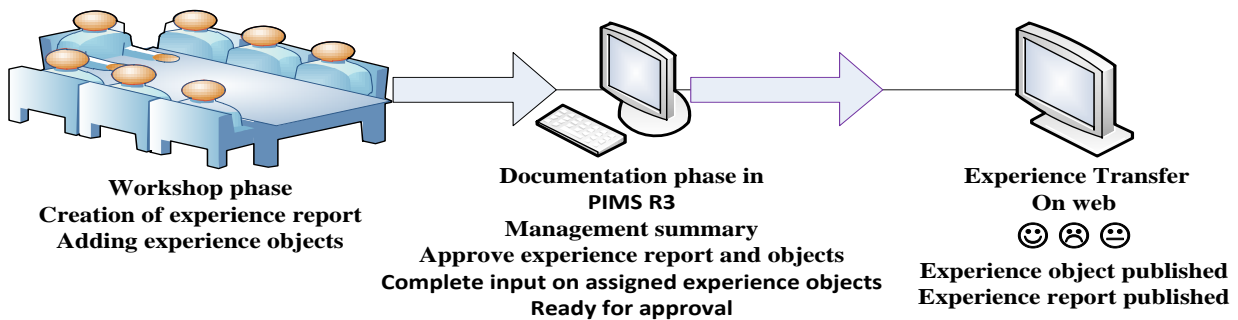 Workshop phase
Creation of experience report
Adding experience objects
Documentation phase in
PIMS R3
Management summary
Approve experience report and objects
Complete input on assigned experience objects
Ready for approval
Experience Transfer
On web
Experience object published
Experience report published